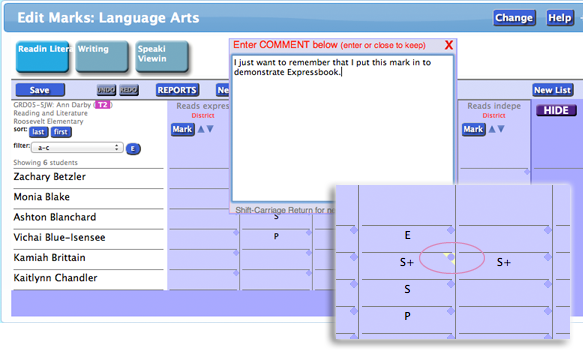 Edit Marks: Language Arts
Change
Help
Readin Litera
Writing
Speaki
Viewin
Enter COMMENT below (enter or close to keep)
X
I just want to remember that I put this mark in to
demonstrate Expressbook.
Save
UNDO
REDO
REPORTS
Ne
New List
GRD05-SJW: Ann Darby (T2)
Reading and Literature
Roosevelt Elementary
sort: last first
filter: a-c E
Showing 6 students
Reads expres
District
Mark
Reads indepe
District
Mark
HIDE
Zachary Betzler
Monia Blake
Ashton Blanchard
Vichai Blue-Isensee
Kamiah Brittain
Kaitlynn Chandler
Shift-Carriage Return for ne
S
P
E
S+
S+
S
P